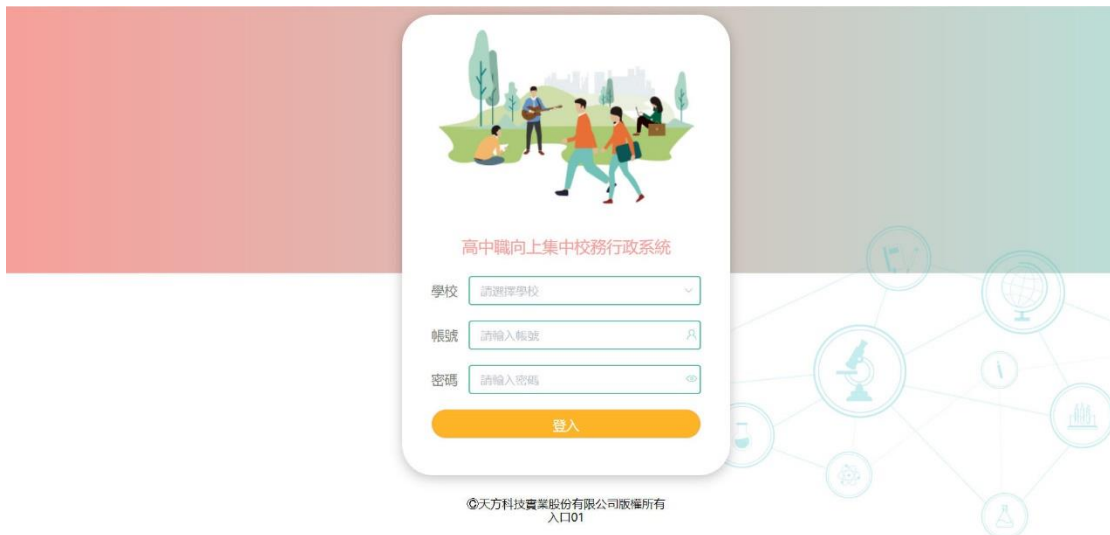 高中職向上集中校務行政系統
學校 請選擇學校
帳號 請輸入帳號
密碼 請輸入密碼
登入
©天方科技實業股份有限公司版權所有
入口01